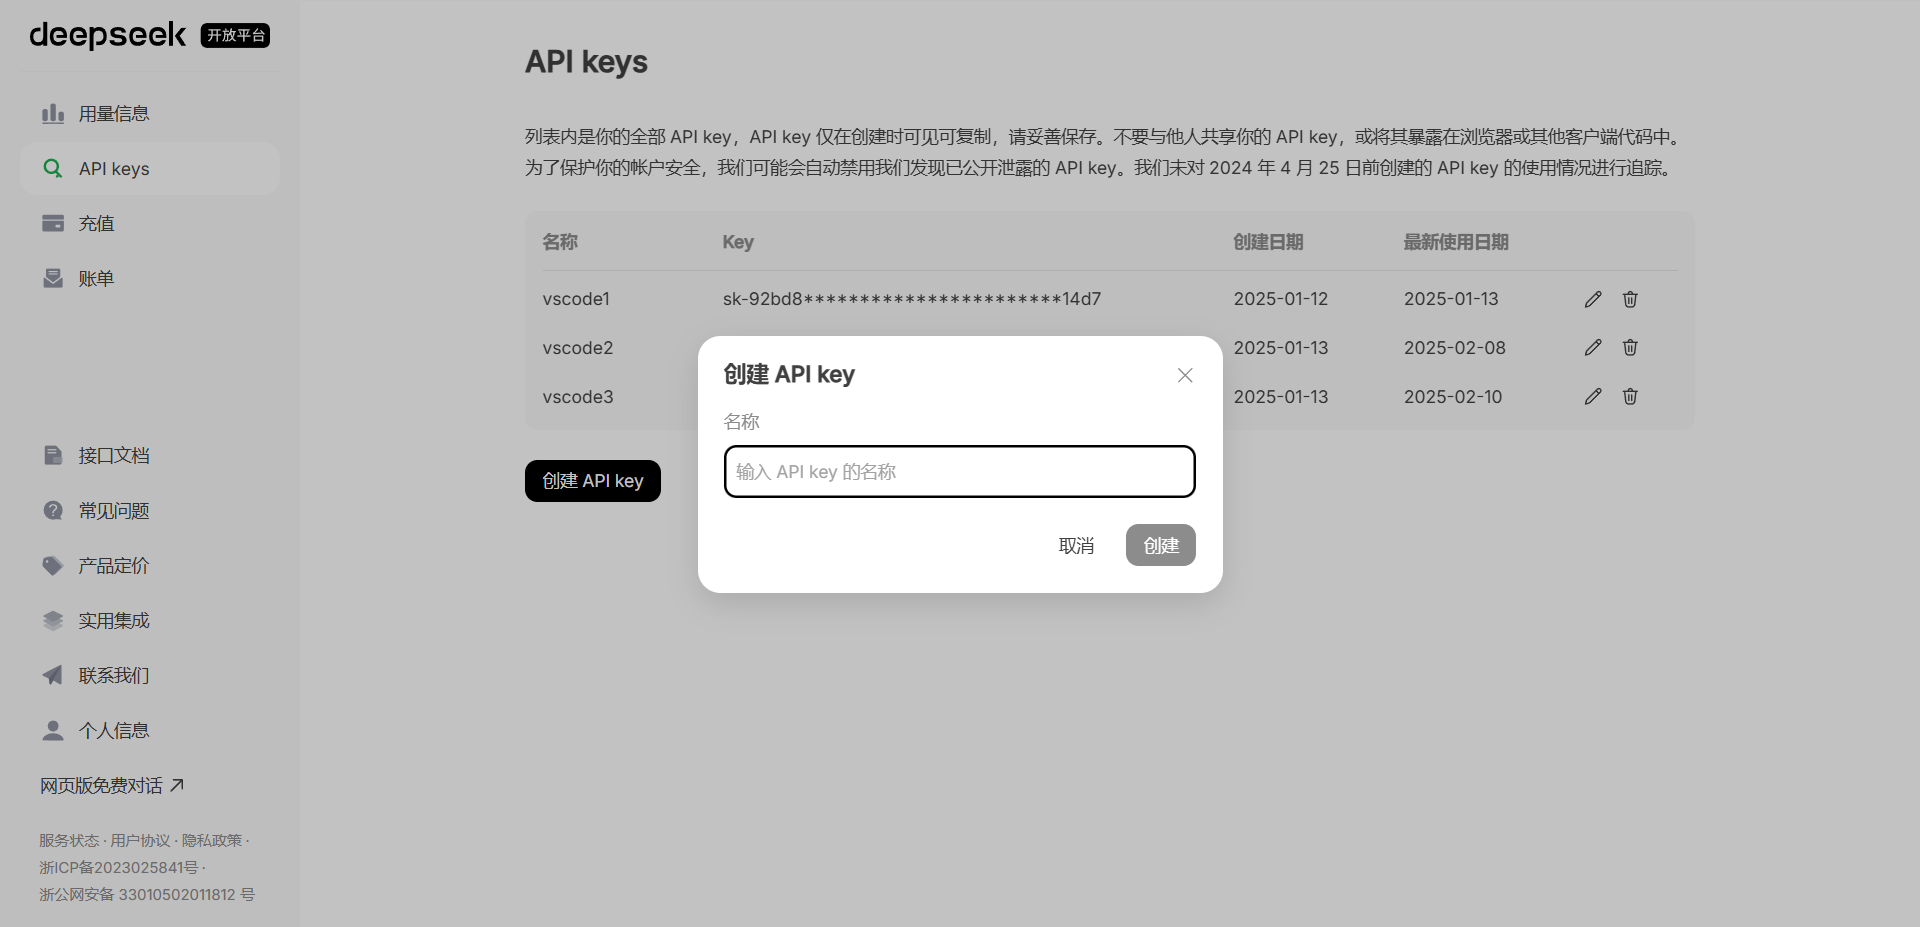 deepseek 开放平台
用量信息
API keys
充值
账单
接口文档
常见问题
产品定价
实用集成
联系我们
个人信息
网页版免费对话
服务状态 · 用户协议 · 隐私政策 ·
浙ICP备2023025841号 ·
浙公网安备 33010502011812 号
API keys
列表内是你的全部 API key，API key 仅在创建时可见可复制，请妥善保存。不要与他人共享你的 API key，或将其暴露在浏览器或其他客户端代码中。
为了保护你的帐户安全，我们可能会自动禁用我们发现已公开泄露的 API key。我们未对 2024 年 4 月 25 日前创建的 API key 的使用情况进行追踪。
名称 Key 创建日期 最新使用日期
vscode1 sk-92bd8***********************14d7 2025-01-12 2025-01-13
vscode2 2025-01-13 2025-02-08
vscode3 2025-01-13 2025-02-10
创建 API key
创建 API key
名称
输入 API key 的名称
取消 创建